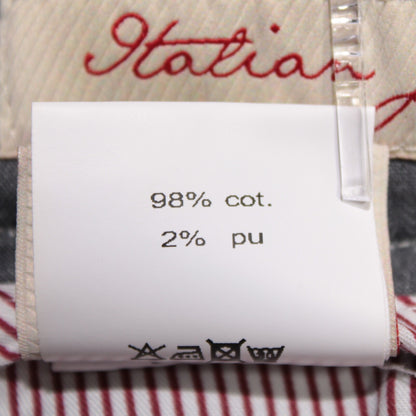 Italian
98% cot.
2% pu